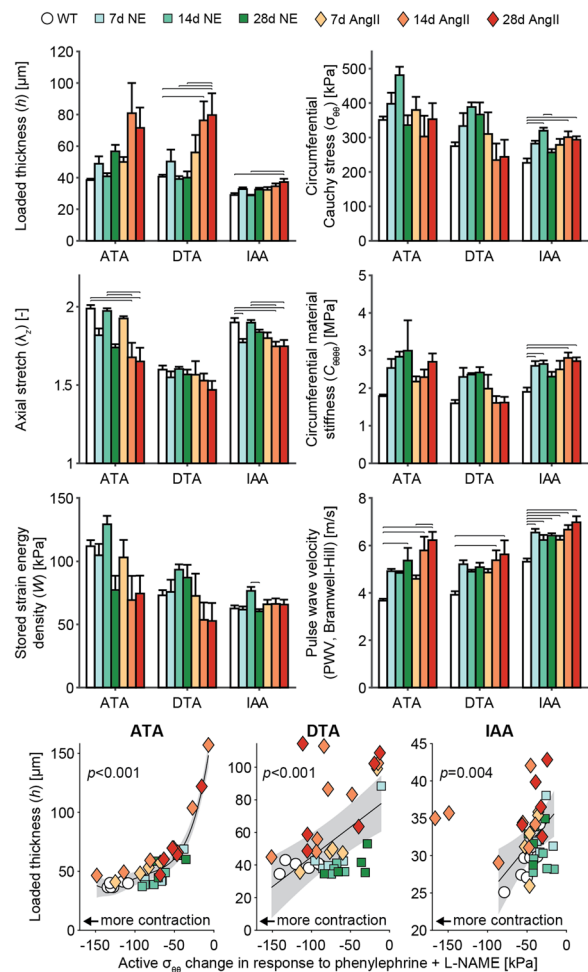 WT 7d NE 14d NE 28d NE 7d AngII 14d AngII 28d AngII
Loaded thickness (h) [μm]
120
100
80
60
40
20
0
ATA DTA IAA
Circumferential
Cauchy stress (σθθ) [kPa]
500
400
300
200
100
0
ATA DTA IAA
Axial stretch (λz) [-]
2
1.5
1
ATA DTA IAA
Circumferential material
stiffness (Cθθθθ) [MPa]
5
4
3
2
1
0
ATA DTA IAA
Stored strain energy
density (W) [kPa]
150
100
50
0
ATA DTA IAA
Pulse wave velocity
(PWV, Bramwell-Hill) [m/s]
8
6
4
2
0
ATA DTA IAA
ATA
p<0.001
Loaded thickness (h) [μm]
150
100
50
0
more contraction
-150 -100 -50 0
DTA
p<0.001
100
80
60
40
20
0
more contraction
-150 -100 -50 0
IAA
p=0.004
45
40
35
30
25
more contraction
-150 -100 -50 0
Active σθθ change in response to phenylephrine + L-NAME [kPa]